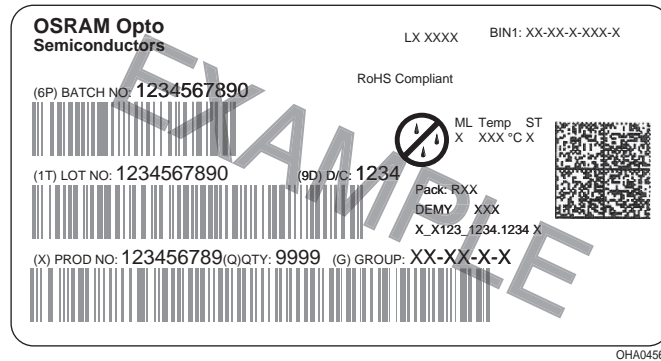 OSRAM Opto
Semiconductors
LX XXXX
BIN1: XX-XX-X-XXX-X
RoHS Compliant
(6P) BATCH NO: 1234567890
ML Temp ST
X XXX °C X
(1T) LOT NO: 1234567890 (9D) D/C: 1234
Pack: RXX
DEMY XXX
X_X123_1234.1234 X
(X) PROD NO: 123456789(Q)QTY: 9999 (G) GROUP: XX-XX-X-X
EXAMPLE